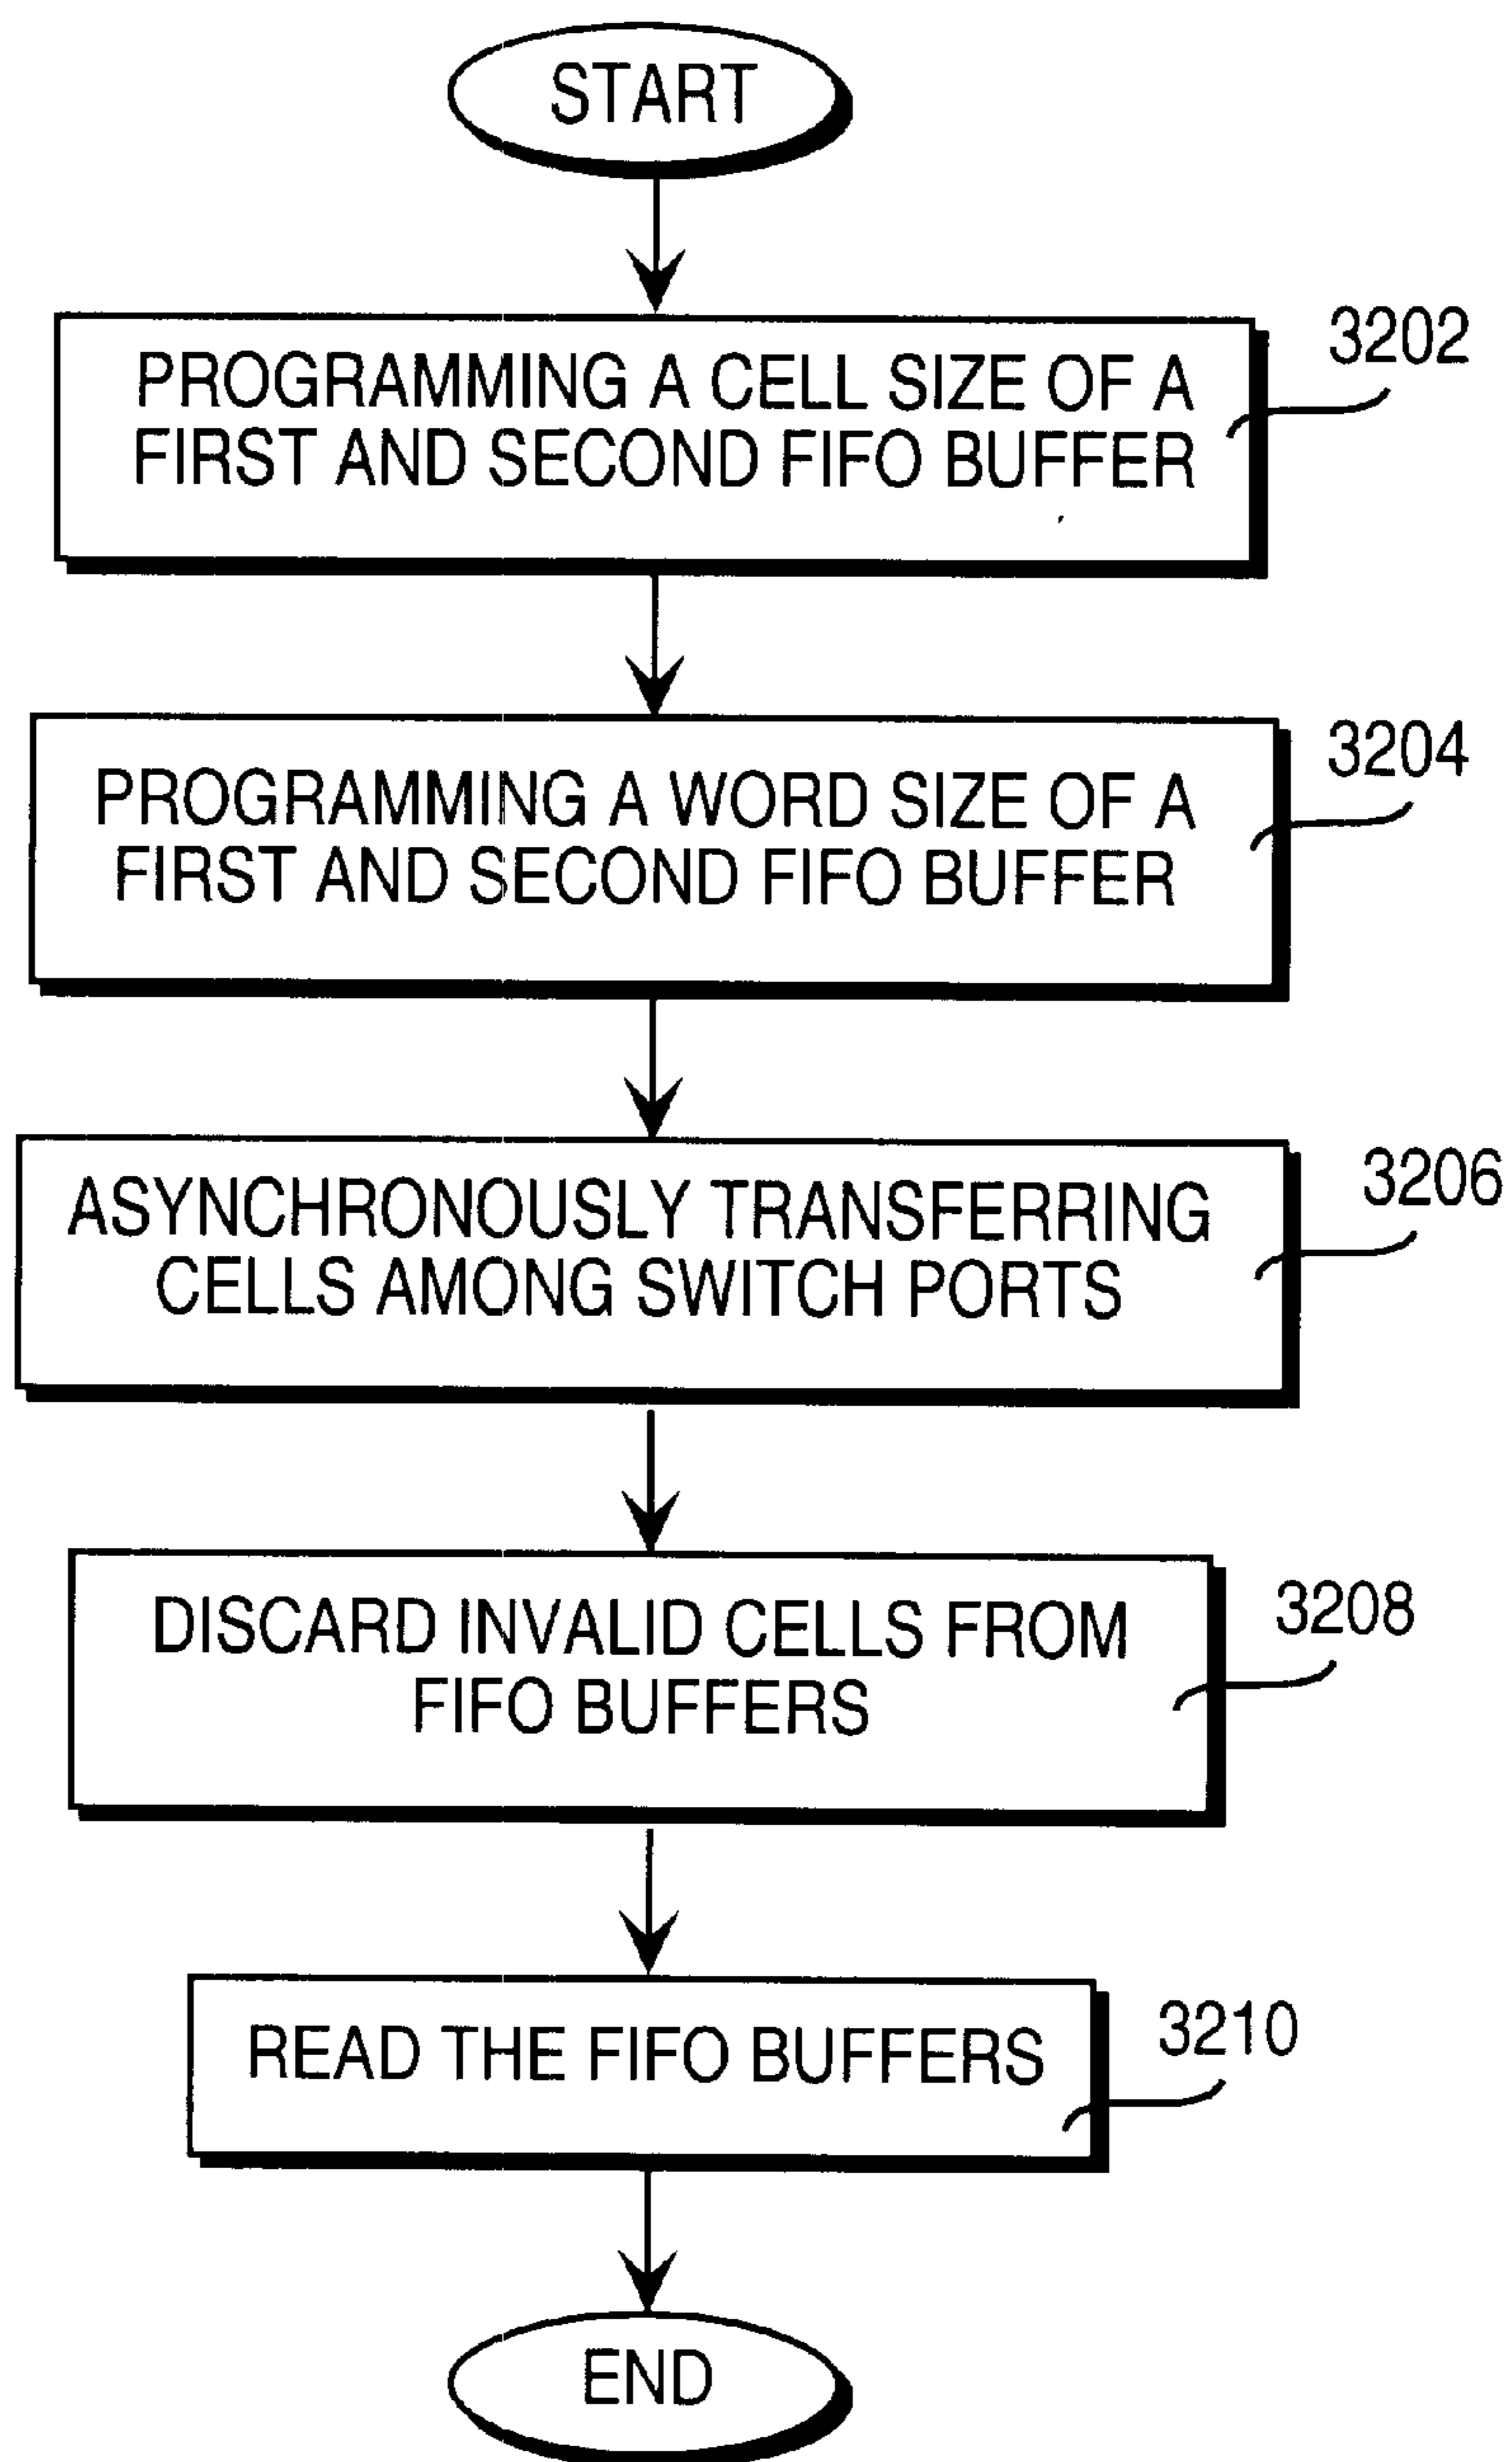 START
PROGRAMMING A CELL SIZE OF A
FIRST AND SECOND FIFO BUFFER
3202
PROGRAMMING A WORD SIZE OF A
FIRST AND SECOND FIFO BUFFER
3204
ASYNCHRONOUSLY TRANSFERRING
CELLS AMONG SWITCH PORTS
3206
DISCARD INVALID CELLS FROM
FIFO BUFFERS
3208
READ THE FIFO BUFFERS
3210
END